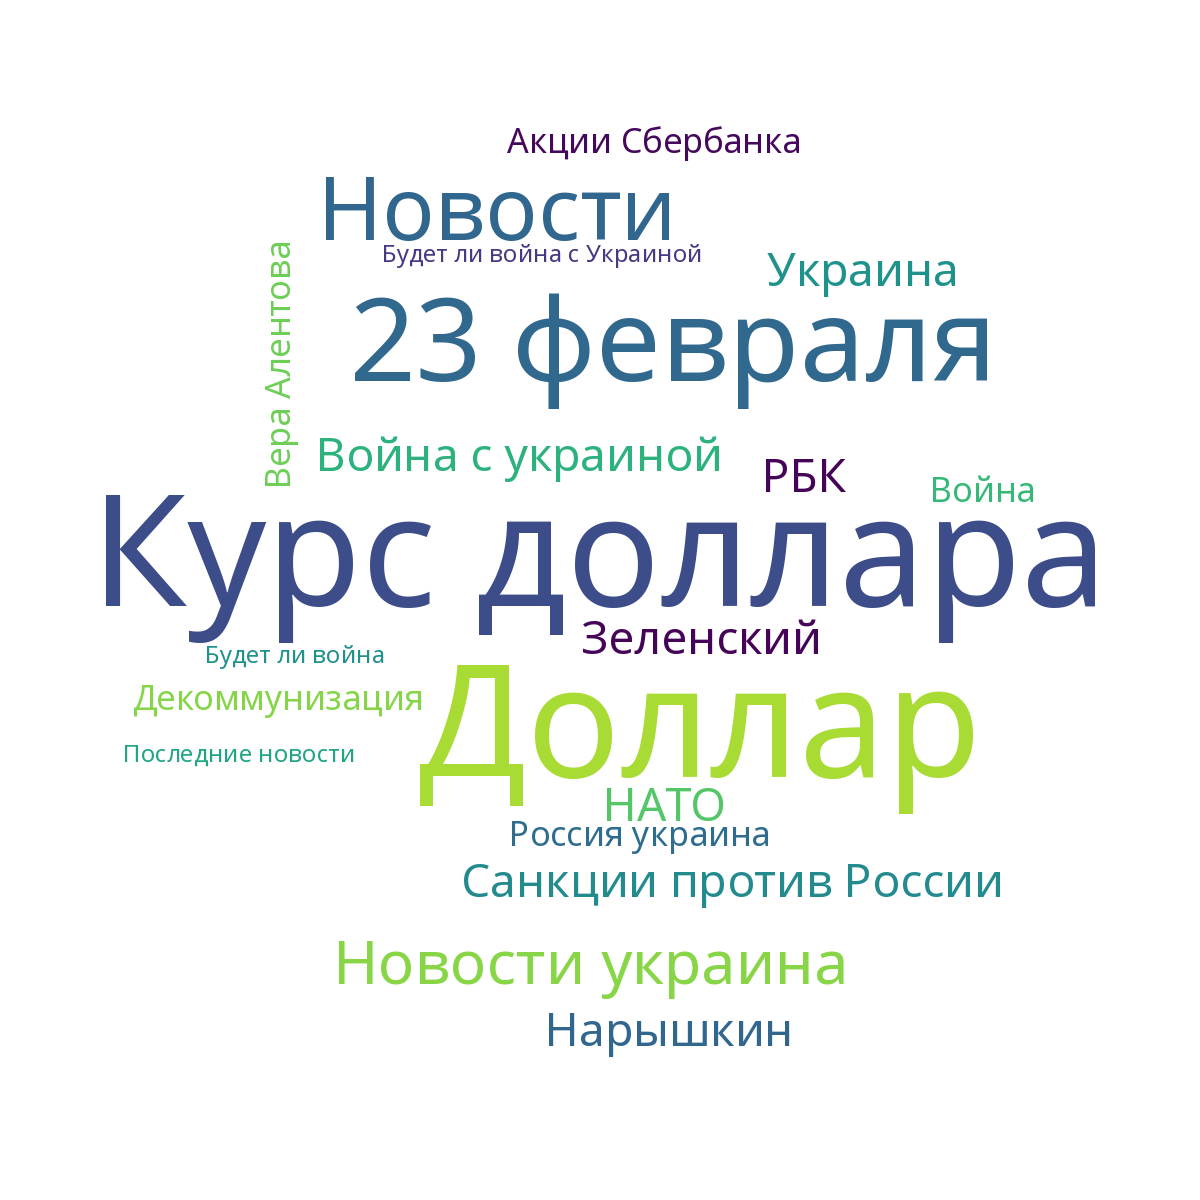 Акции Сбербанка
Новости
Будет ли война с Украиной
Украина
Вера Алентова
23 февраля
Война с украиной
РБК
Война
Курс доллара
Зеленский
Будет ли война
Декоммунизация
Доллар
Последние новости
НАТО
Россия украина
Санкции против России
Новости украина
Нарышкин